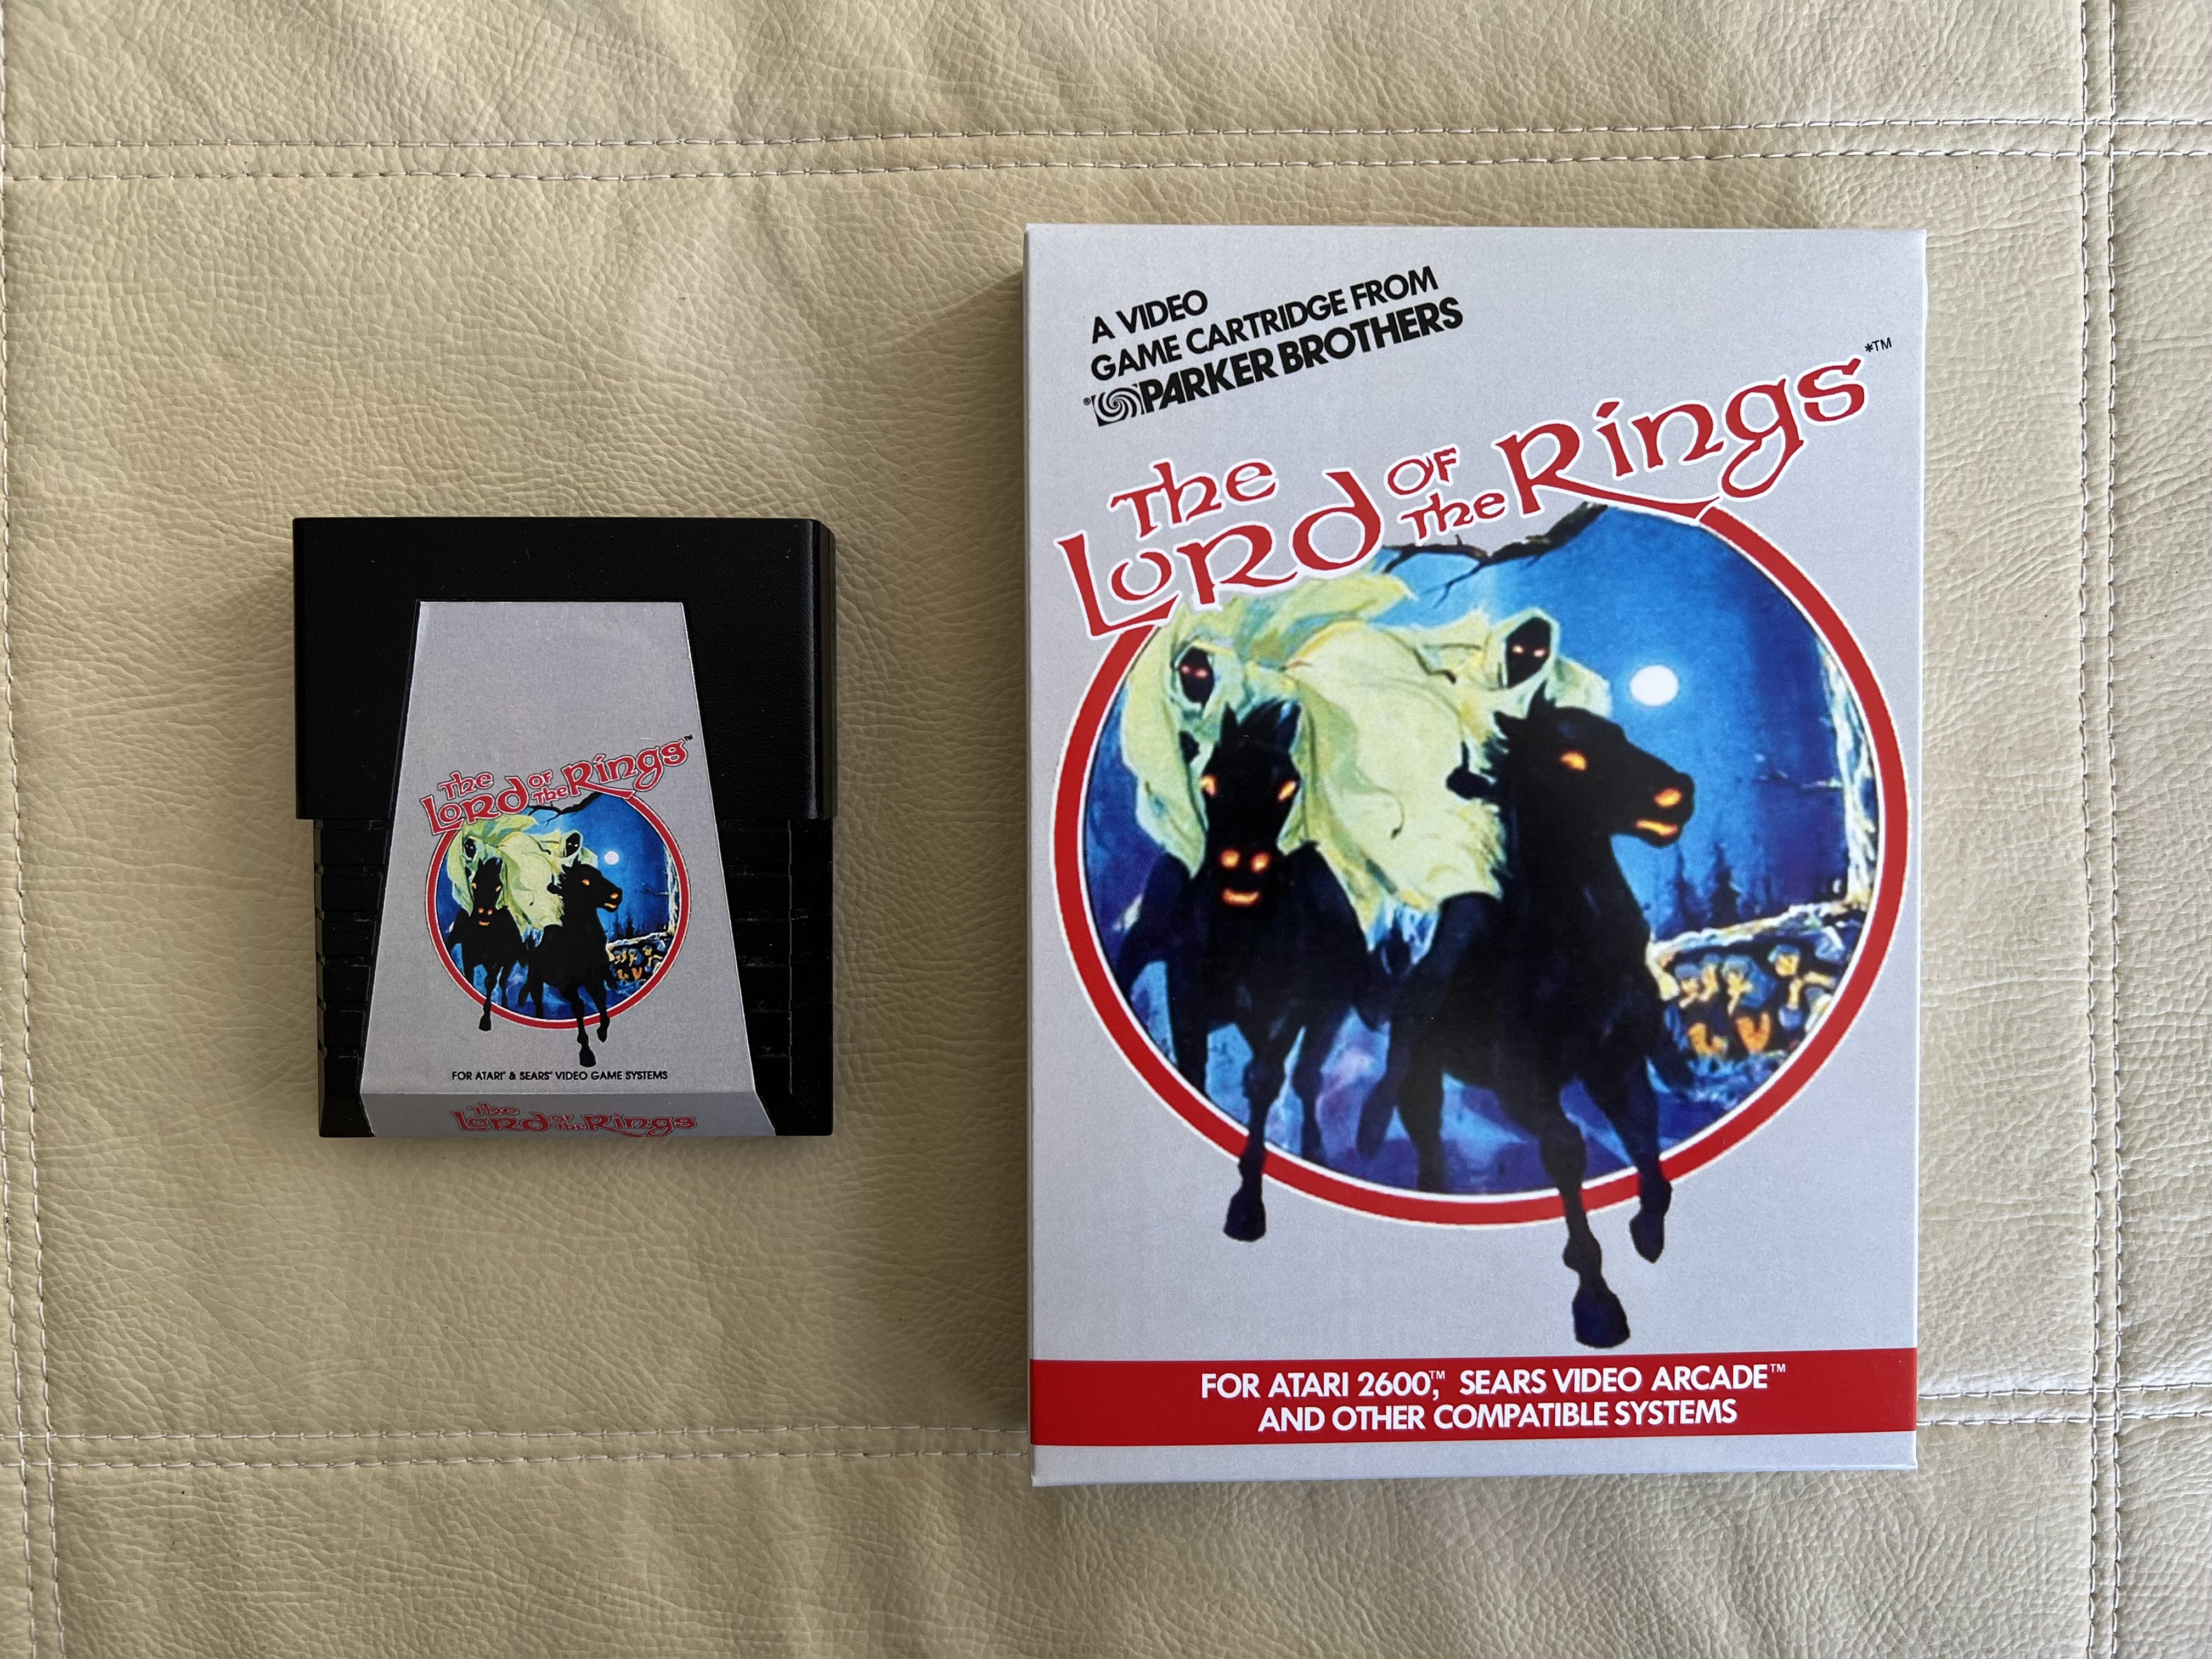 The
Lord OF The Rings™
FOR ATARI® & SEARS® VIDEO GAME SYSTEMS
The
Lord OF The Rings
A VIDEO
GAME CARTRIDGE FROM
®PARKER BROTHERS
The
Lord OF The Rings*™
FOR ATARI 2600,™ SEARS VIDEO ARCADE™
AND OTHER COMPATIBLE SYSTEMS